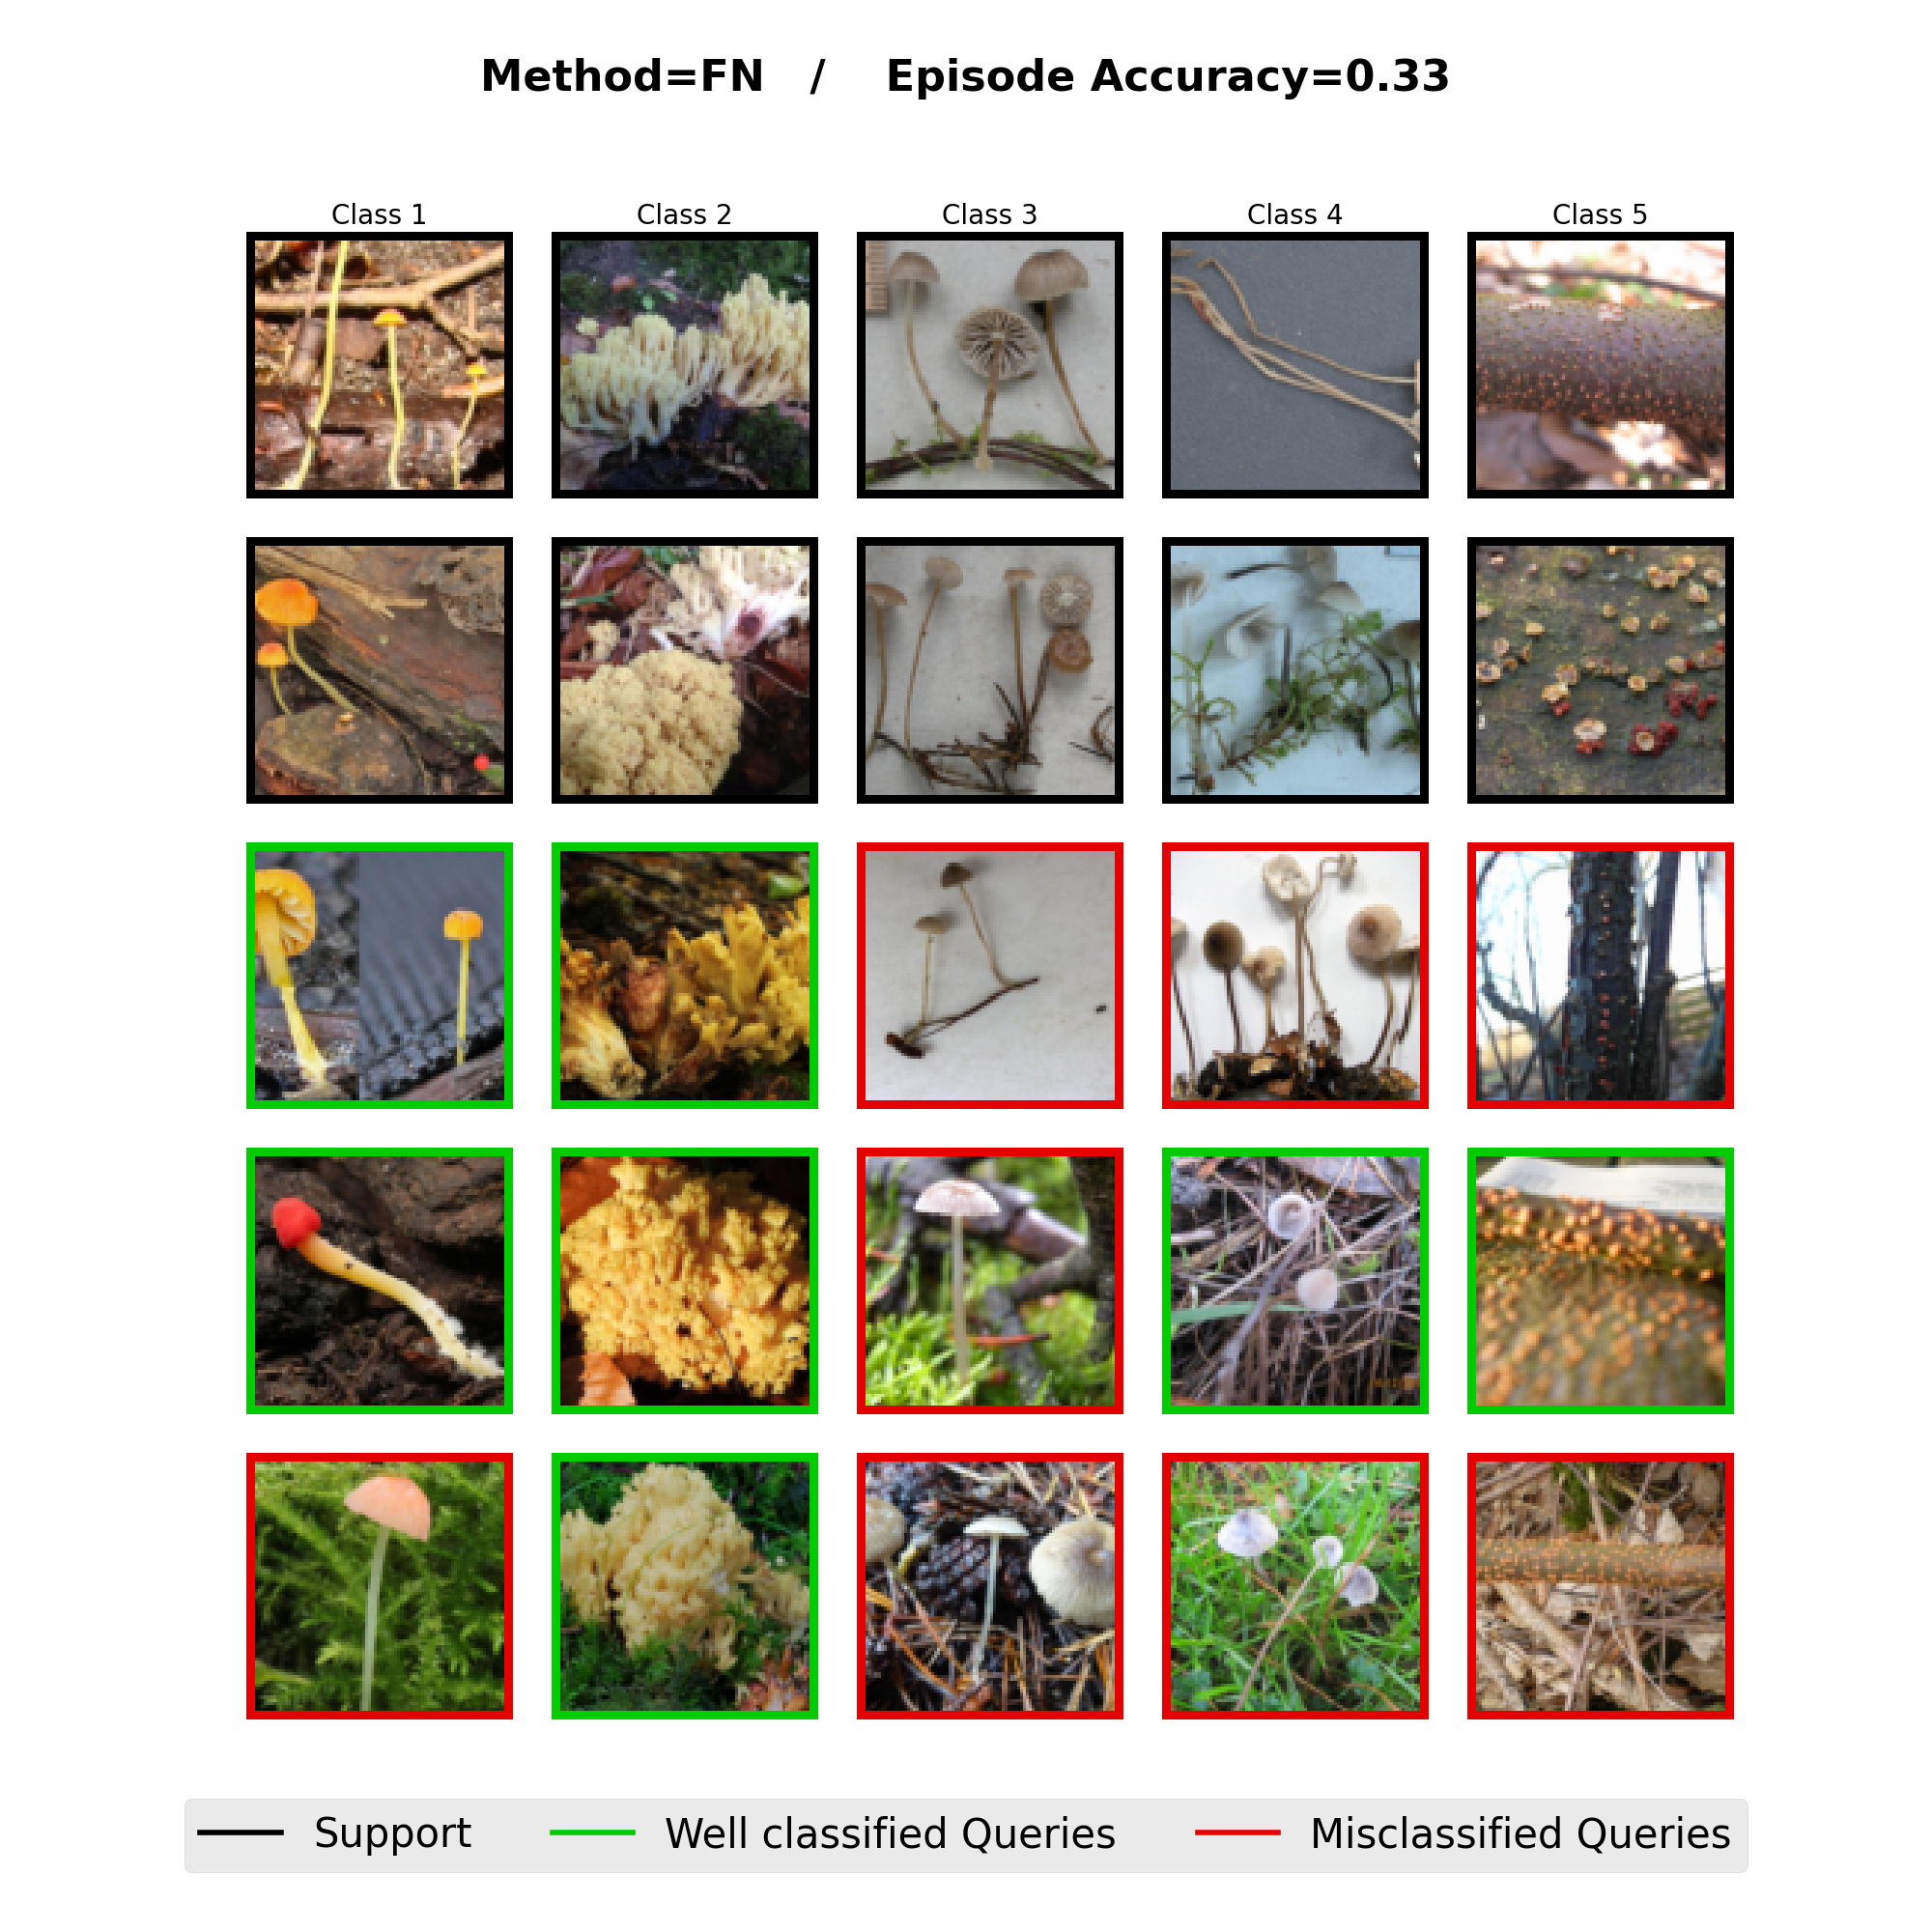 Method=FN / Episode Accuracy=0.33
Class 1 Class 2 Class 3 Class 4 Class 5
Support Well classified Queries Misclassified Queries